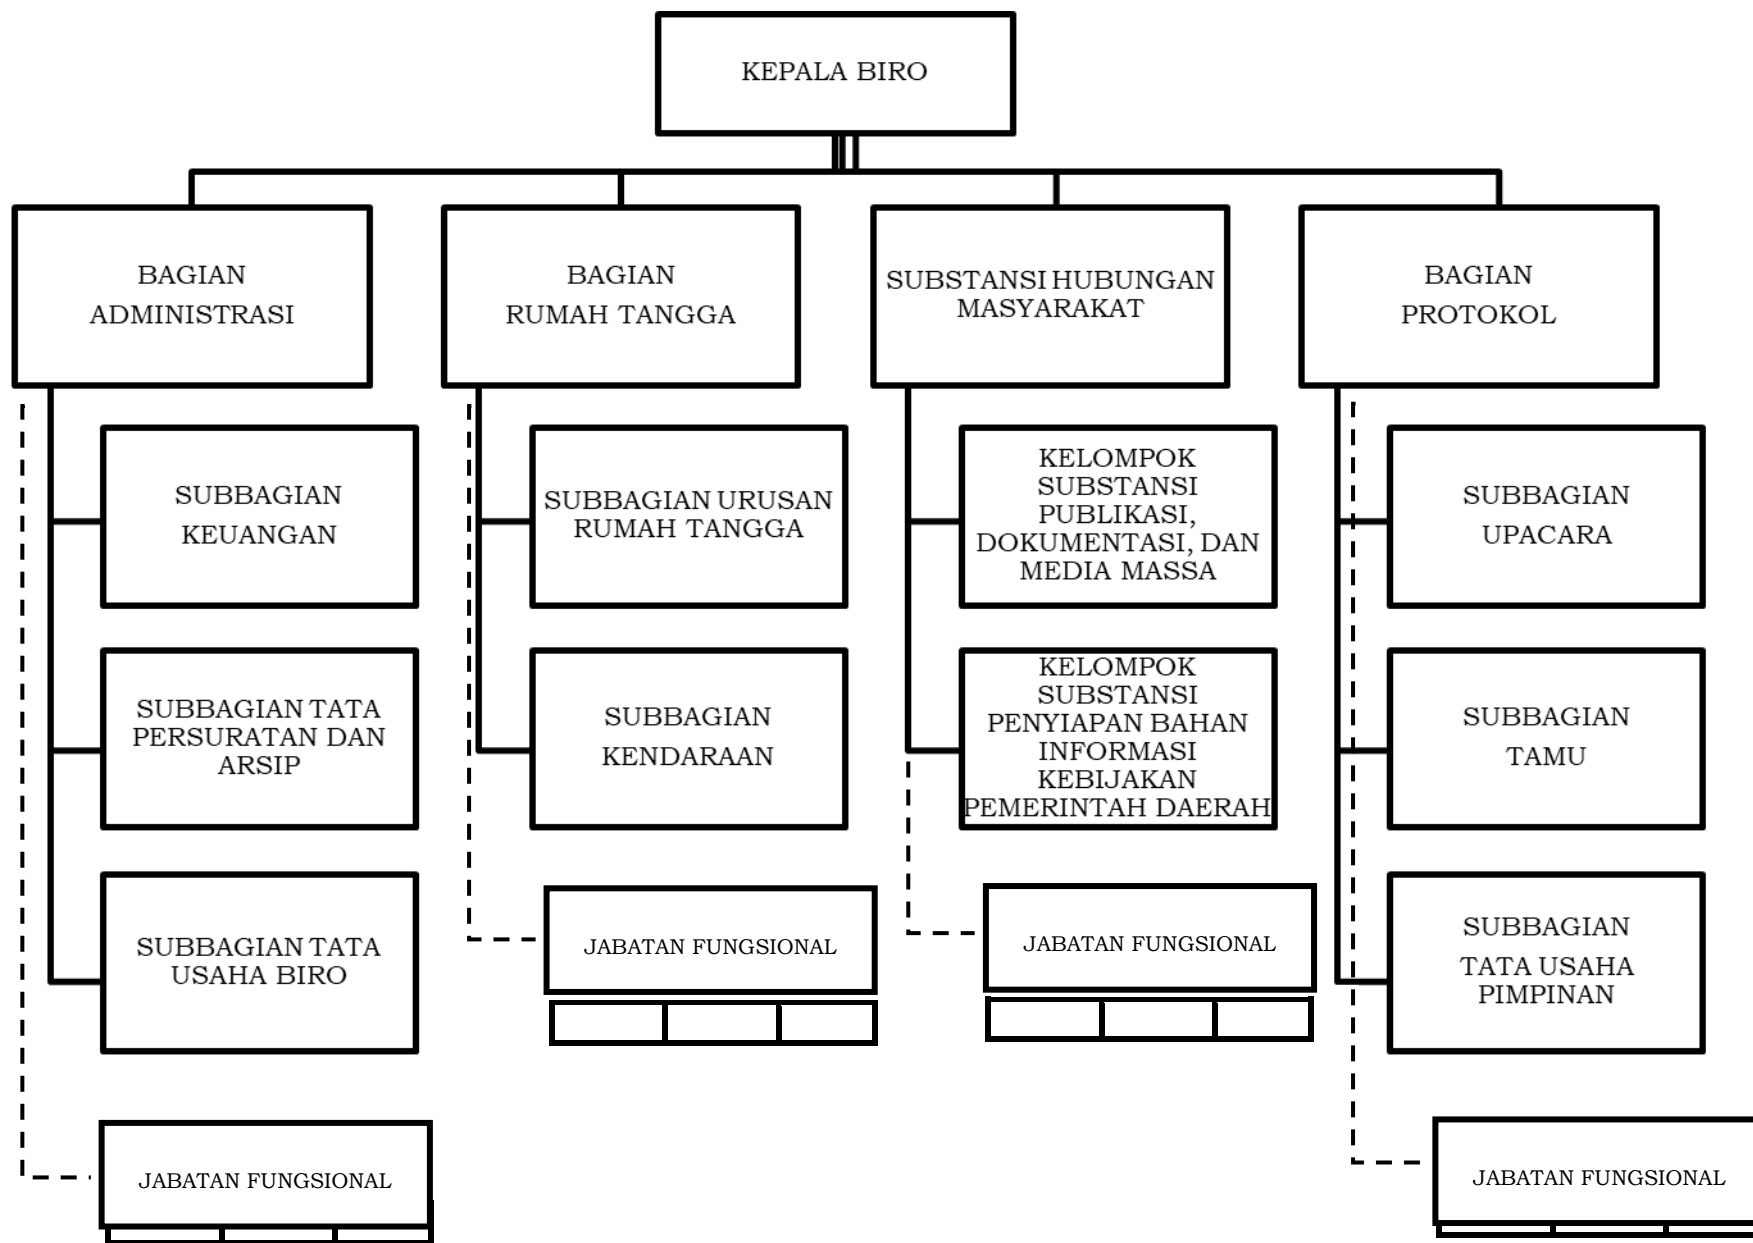 KEPALA BIRO
BAGIAN
ADMINISTRASI
BAGIAN
RUMAH TANGGA
SUBSTANSI HUBUNGAN
MASYARAKAT
BAGIAN
PROTOKOL
SUBBAGIAN
KEUANGAN
SUBBAGIAN URUSAN
RUMAH TANGGA
KELOMPOK
SUBSTANSI
PUBLIKASI,
DOKUMENTASI, DAN
MEDIA MASSA
SUBBAGIAN
UPACARA
SUBBAGIAN TATA
PERSURATAN DAN
ARSIP
SUBBAGIAN
KENDARAAN
KELOMPOK
SUBSTANSI
PENYIAPAN BAHAN
INFORMASI
KEBIJAKAN
PEMERINTAH DAERAH
SUBBAGIAN
TAMU
SUBBAGIAN TATA
USAHA BIRO
JABATAN FUNGSIONAL
JABATAN FUNGSIONAL
SUBBAGIAN
TATA USAHA
PIMPINAN
JABATAN FUNGSIONAL
JABATAN FUNGSIONAL